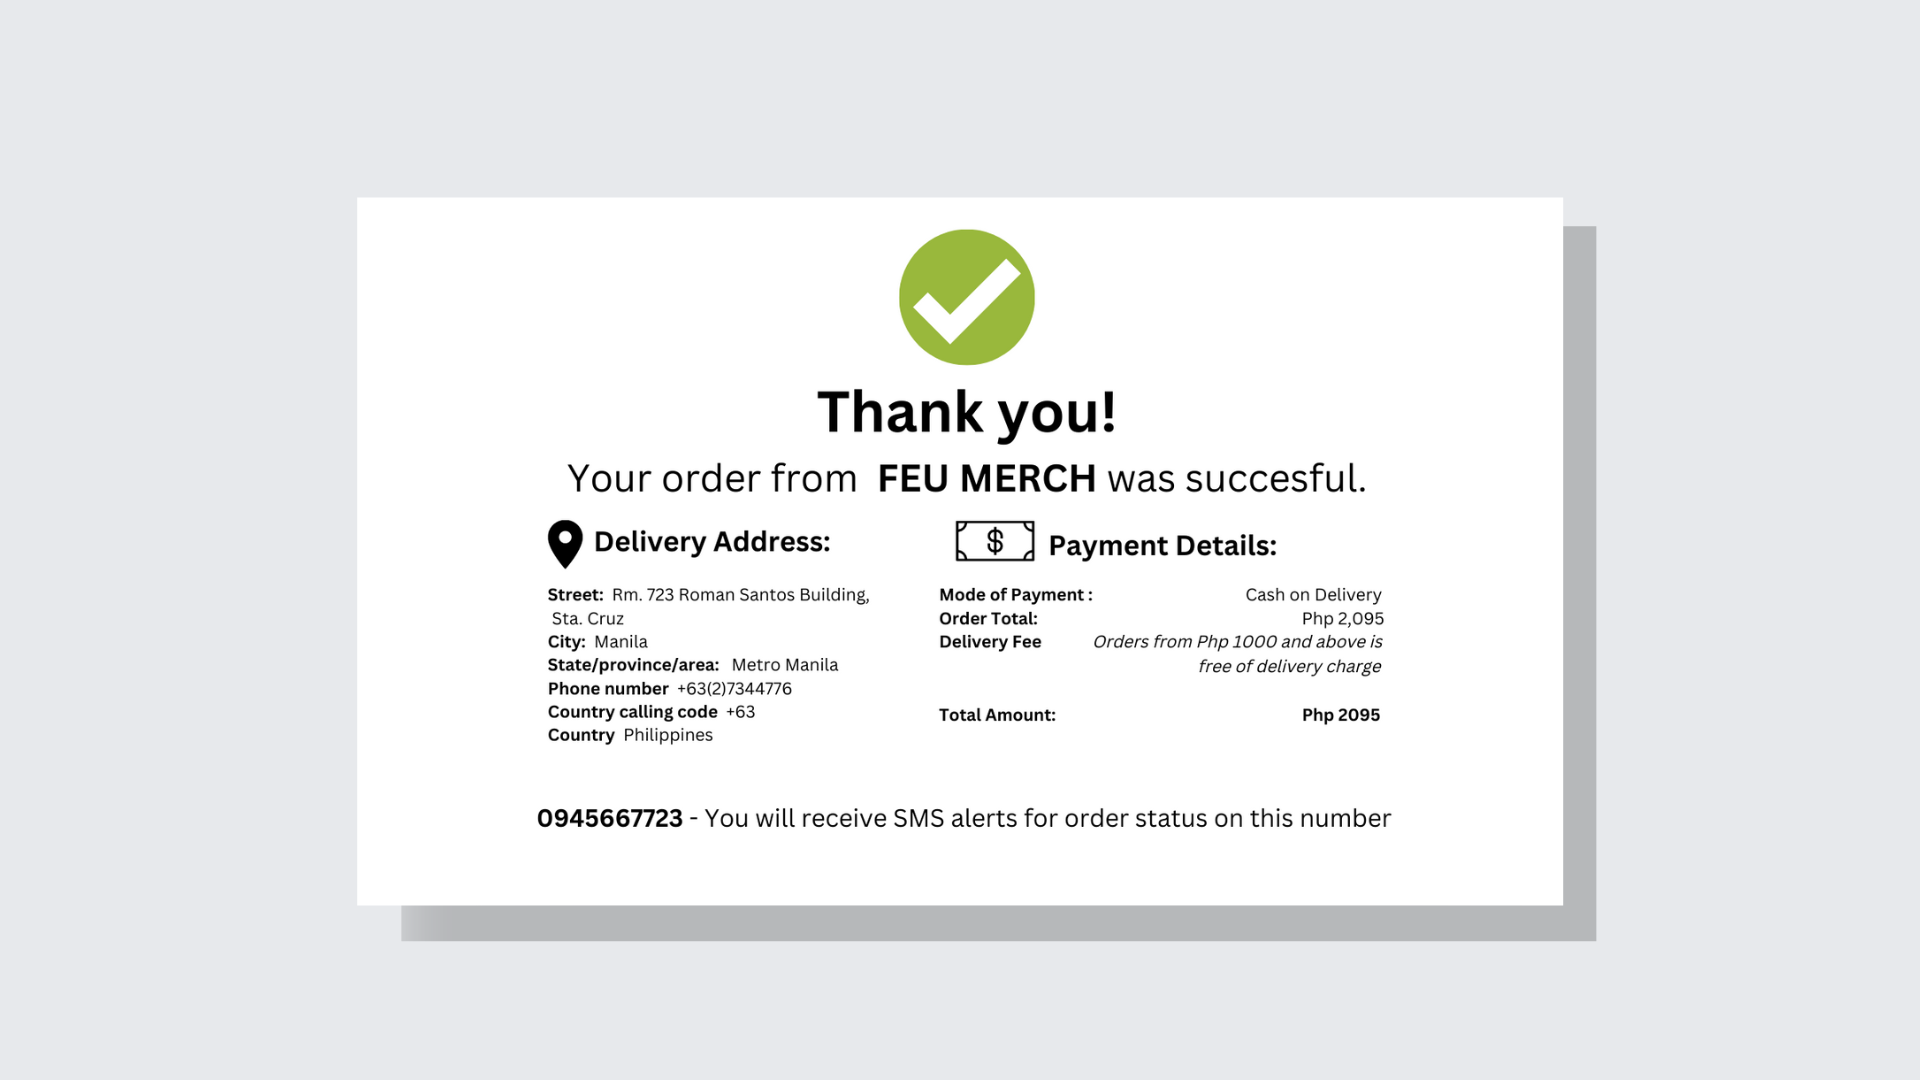 Thank you!
Your order from FEU MERCH was succesful.
Delivery Address:
Street: Rm. 723 Roman Santos Building,
Sta. Cruz
City: Manila
State/province/area: Metro Manila
Phone number +63(2)7344776
Country calling code +63
Country Philippines
$
Payment Details:
Mode of Payment : Cash on Delivery
Order Total: Php 2,095
Delivery Fee Orders from Php 1000 and above is
free of delivery charge
Total Amount: Php 2095
0945667723 - You will receive SMS alerts for order status on this number